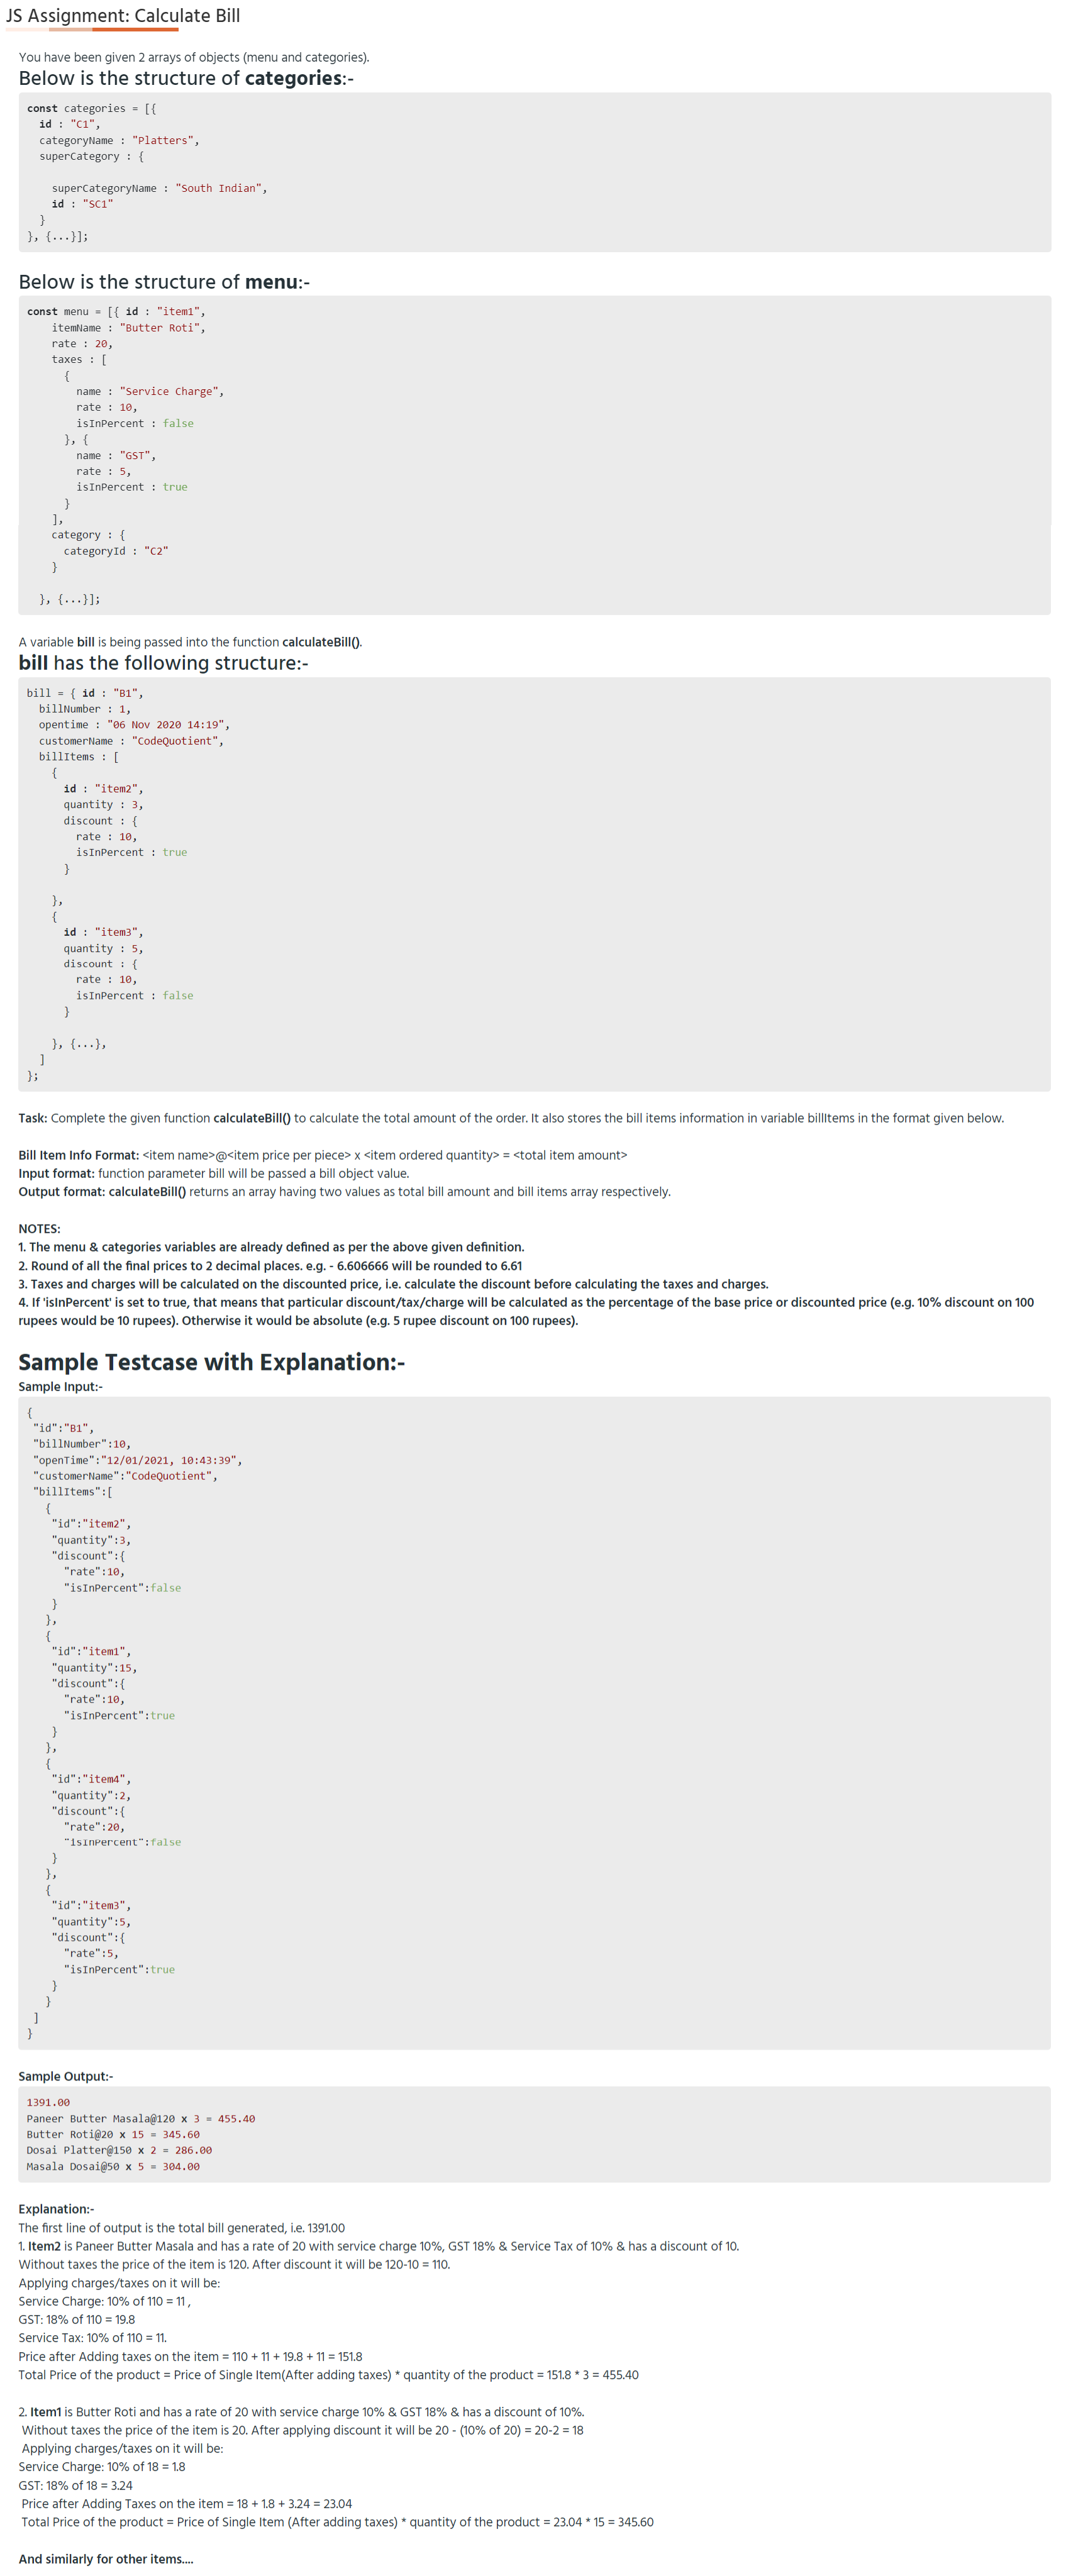 JS Assignment: Calculate Bill
You have been given 2 arrays of objects (menu and categories).
Below is the structure of categories:-
const categories = [{
  id : "C1",
  categoryName : "Platters",
  superCategory : {

    superCategoryName : "South Indian",
    id : "SC1"
  }
}, {...}];
Below is the structure of menu:-
const menu = [{ id : "item1",
    itemName : "Butter Roti",
    rate : 20,
    taxes : [
      {
        name : "Service Charge",
        rate : 10,
        isInPercent : false
      }, {
        name : "GST",
        rate : 5,
        isInPercent : true
      }
    ],
    category : {
      categoryId : "C2"
    }

  }, {...}];
A variable bill is being passed into the function calculateBill().
bill has the following structure:-
bill = { id : "B1",
  billNumber : 1,
  opentime : "06 Nov 2020 14:19",
  customerName : "CodeQuotient",
  billItems : [
    {
      id : "item2",
      quantity : 3,
      discount : {
        rate : 10,
        isInPercent : true
      }

    },
    {
      id : "item3",
      quantity : 5,
      discount : {
        rate : 10,
        isInPercent : false
      }

    }, {...},
  ]
};
Task: Complete the given function calculateBill() to calculate the total amount of the order. It also stores the bill items information in variable billItems in the format given below.
Bill Item Info Format: <item name>@<item price per piece> x <item ordered quantity> = <total item amount>
Input format: function parameter bill will be passed a bill object value.
Output format: calculateBill() returns an array having two values as total bill amount and bill items array respectively.
NOTES:
1. The menu & categories variables are already defined as per the above given definition.
2. Round of all the final prices to 2 decimal places. e.g. - 6.606666 will be rounded to 6.61
3. Taxes and charges will be calculated on the discounted price, i.e. calculate the discount before calculating the taxes and charges.
4. If 'isInPercent' is set to true, that means that particular discount/tax/charge will be calculated as the percentage of the base price or discounted price (e.g. 10% discount on 100
rupees would be 10 rupees). Otherwise it would be absolute (e.g. 5 rupee discount on 100 rupees).
Sample Testcase with Explanation:-
Sample Input:-
{
 "id":"B1",
 "billNumber":10,
 "openTime":"12/01/2021, 10:43:39",
 "customerName":"CodeQuotient",
 "billItems":[
   {
    "id":"item2",
    "quantity":3,
    "discount":{
      "rate":10,
      "isInPercent":false
    }
   },
   {
    "id":"item1",
    "quantity":15,
    "discount":{
      "rate":10,
      "isInPercent":true
    }
   },
   {
    "id":"item4",
    "quantity":2,
    "discount":{
      "rate":20,
      "isInPercent":false
    }
   },
   {
    "id":"item3",
    "quantity":5,
    "discount":{
      "rate":5,
      "isInPercent":true
    }
   }
 ]
}
Sample Output:-
1391.00
Paneer Butter Masala@120 x 3 = 455.40
Butter Roti@20 x 15 = 345.60
Dosai Platter@150 x 2 = 286.00
Masala Dosai@50 x 5 = 304.00
Explanation:-
The first line of output is the total bill generated, i.e. 1391.00
1. Item2 is Paneer Butter Masala and has a rate of 20 with service charge 10%, GST 18% & Service Tax of 10% & has a discount of 10.
Without taxes the price of the item is 120. After discount it will be 120-10 = 110.
Applying charges/taxes on it will be:
Service Charge: 10% of 110 = 11 ,
GST: 18% of 110 = 19.8
Service Tax: 10% of 110 = 11.
Price after Adding taxes on the item = 110 + 11 + 19.8 + 11 = 151.8
Total Price of the product = Price of Single Item(After adding taxes) * quantity of the product = 151.8 * 3 = 455.40
2. Item1 is Butter Roti and has a rate of 20 with service charge 10% & GST 18% & has a discount of 10%.
Without taxes the price of the item is 20. After applying discount it will be 20 - (10% of 20) = 20-2 = 18
Applying charges/taxes on it will be:
Service Charge: 10% of 18 = 1.8
GST: 18% of 18 = 3.24
Price after Adding Taxes on the item = 18 + 1.8 + 3.24 = 23.04
Total Price of the product = Price of Single Item (After adding taxes) * quantity of the product = 23.04 * 15 = 345.60
And similarly for other items....